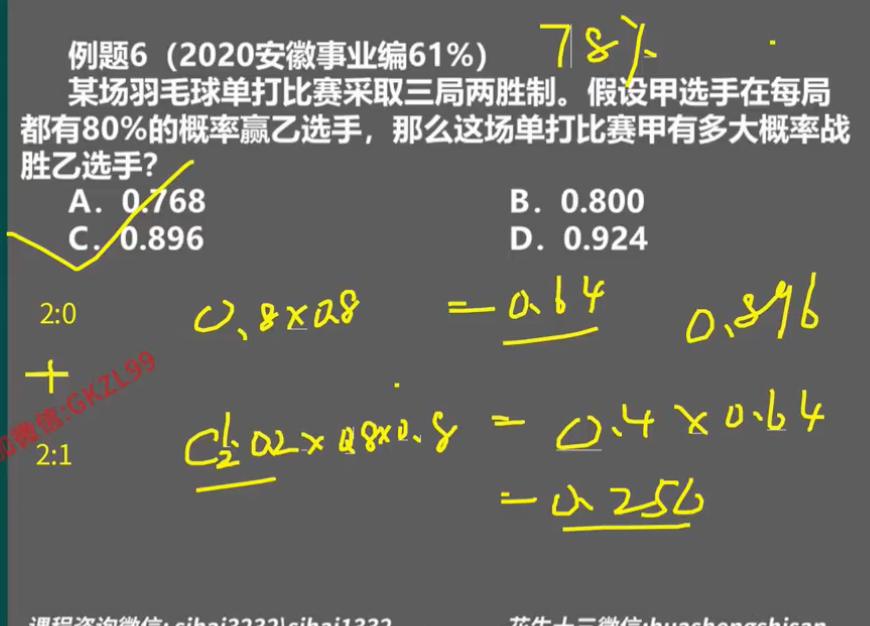 78%
例题6（2020安徽事业编61%）
某场羽毛球单打比赛采取三局两胜制。假设甲选手在每局
都有80%的概率赢乙选手，那么这场单打比赛甲有多大概率战
胜乙选手？
A. 0.768 B. 0.800
C. 0.896 D. 0.924
2:0 0.8×0.8 =0.64 0.896
+
加微信:GKZL99
2:1 C½ 0.2×0.8×0.8 = 0.4×0.64
=0.256
课程咨询微信: sihai3232\sihai1332 花生十三微信:huashengshisan